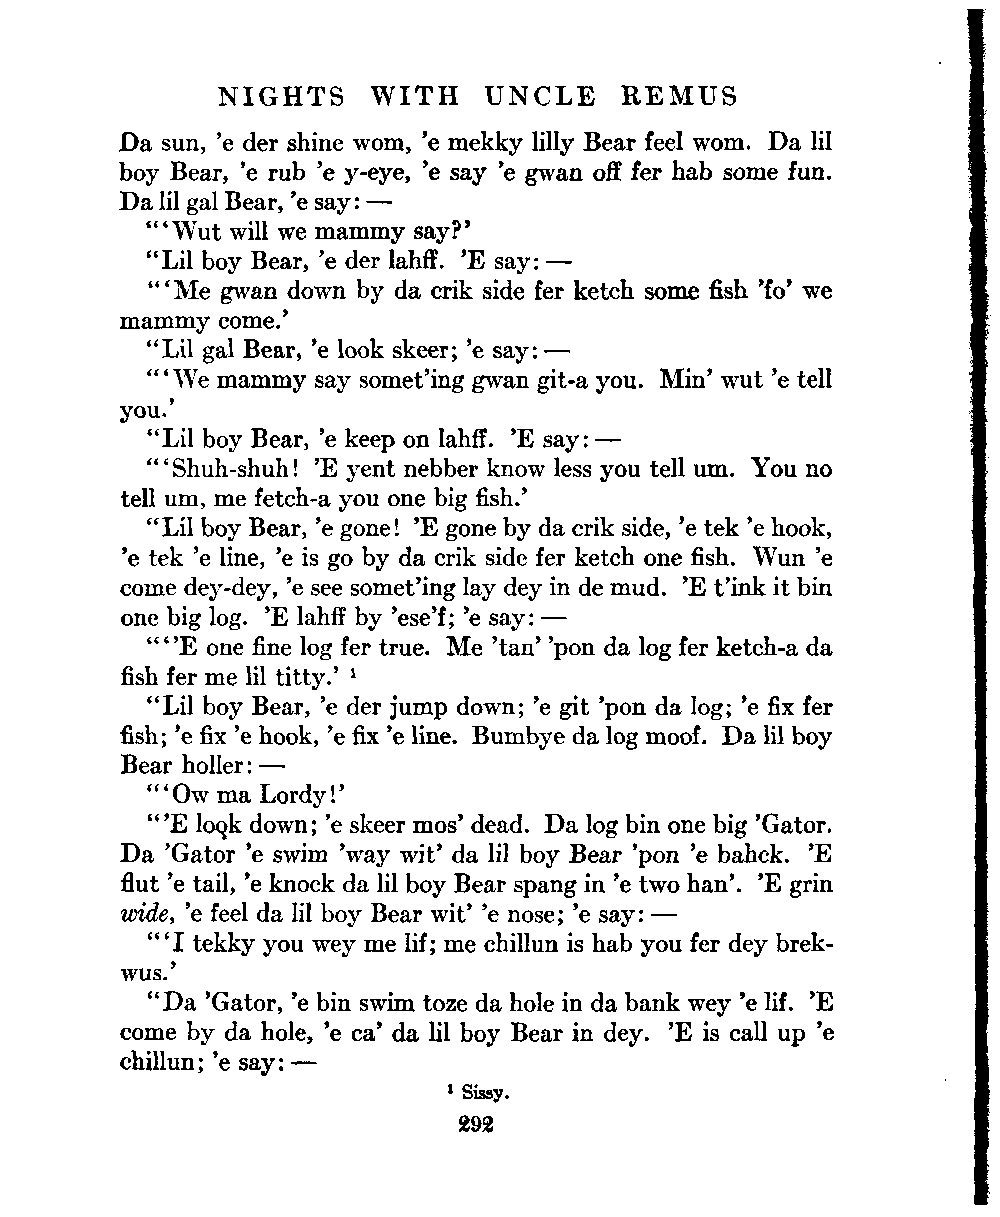 NIGHTS WITH UNCLE REMUS
Da sun, 'e der shine wom, 'e mekky lilly Bear feel wom. Da lil
boy Bear, 'e rub 'e y-eye, 'e say 'e gwan off fer hab some fun.
Da lil gal Bear, 'e say: —
"'Wut will we mammy say?'
"Lil boy Bear, 'e der lahff. 'E say: —
"'Me gwan down by da crik side fer ketch some fish 'fo' we
mammy come.'
"Lil gal Bear, 'e look skeer; 'e say: —
"'We mammy say somet'ing gwan git-a you. Min' wut 'e tell
you.'
"Lil boy Bear, 'e keep on lahff. 'E say: —
"'Shuh-shuh! 'E yent nebber know less you tell um. You no
tell um, me fetch-a you one big fish.'
"Lil boy Bear, 'e gone! 'E gone by da crik side, 'e tek 'e hook,
'e tek 'e line, 'e is go by da crik side fer ketch one fish. Wun 'e
come dey-dey, 'e see somet'ing lay dey in de mud. 'E t'ink it bin
one big log. 'E lahff by 'ese'f; 'e say: —
"''E one fine log fer true. Me 'tan' 'pon da log fer ketch-a da
fish fer me lil titty.' ¹
"Lil boy Bear, 'e der jump down; 'e git 'pon da log; 'e fix fer
fish; 'e fix 'e hook, 'e fix 'e line. Bumbye da log moof. Da lil boy
Bear holler: —
"'Ow ma Lordy!'
"'E look down; 'e skeer mos' dead. Da log bin one big 'Gator.
Da 'Gator 'e swim 'way wit' da lil boy Bear 'pon 'e bahck. 'E
flut 'e tail, 'e knock da lil boy Bear spang in 'e two han'. 'E grin
wide, 'e feel da lil boy Bear wit' 'e nose; 'e say: —
"'I tekky you wey me lif; me chillun is hab you fer dey brek-
wus.'
"Da 'Gator, 'e bin swim toze da hole in da bank wey 'e lif. 'E
come by da hole, 'e ca' da lil boy Bear in dey. 'E is call up 'e
chillun; 'e say: —
¹ Sissy.
292